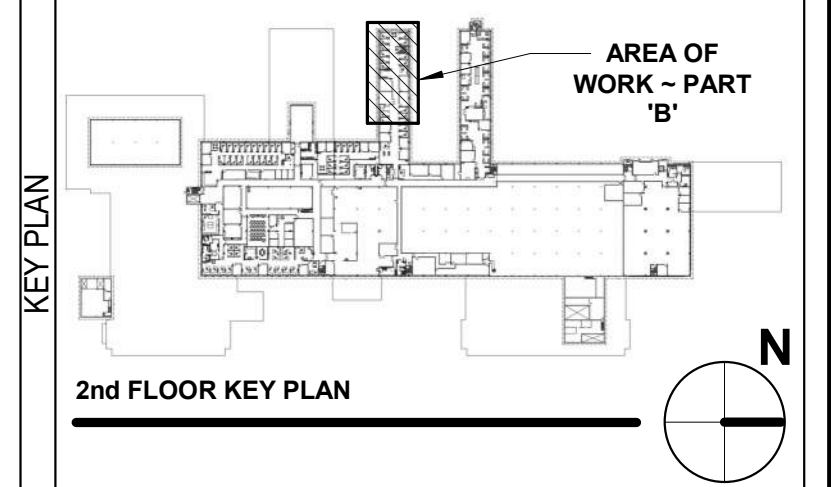 AREA OF
WORK ~ PART
'B'
KEY PLAN
2nd FLOOR KEY PLAN
N